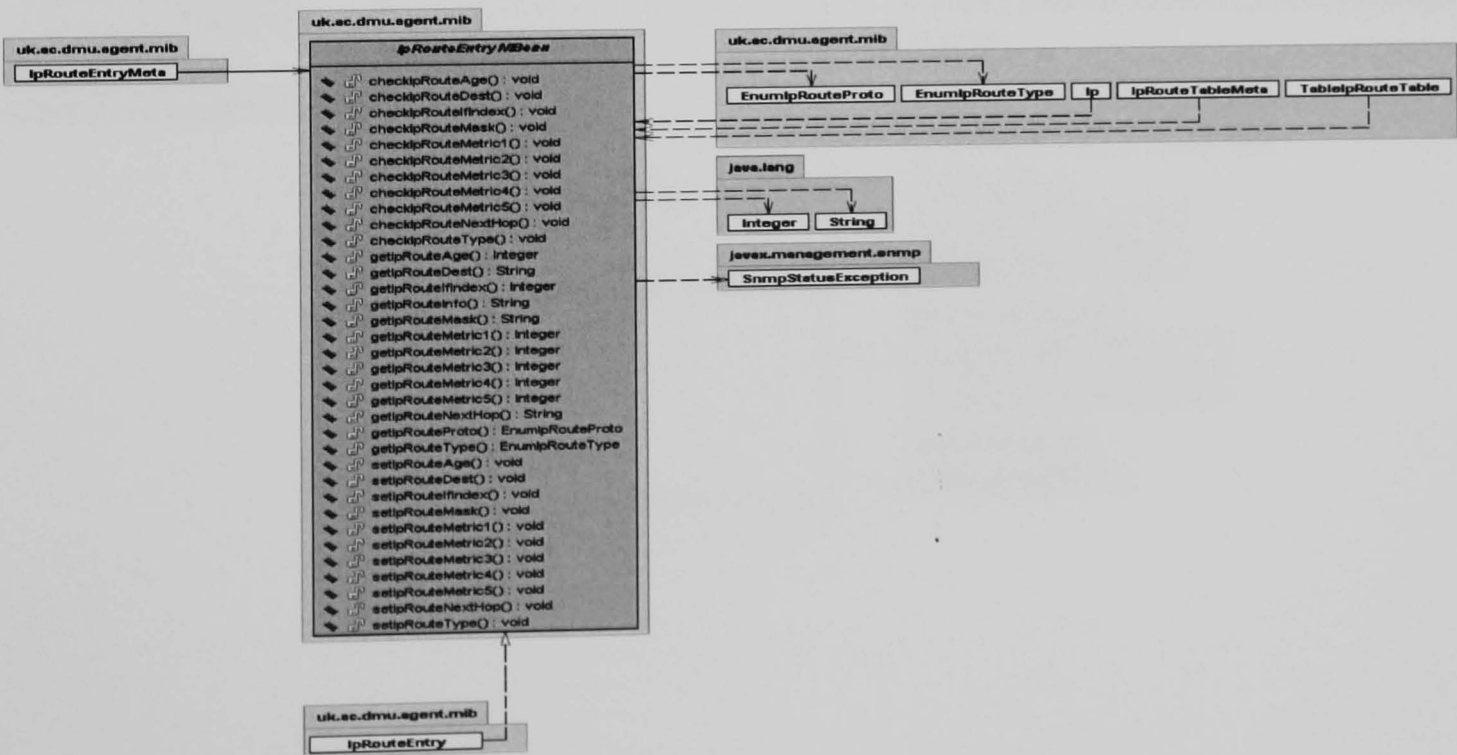 uk.ac.dmu.agent.mib
IpRouteEntryMeta
uk.ac.dmu.agent.mib
IpRouteEntryMBean
checkIpRouteAge() : void
checkIpRouteDest() : void
checkIpRouteIfIndex() : void
checkIpRouteMask() : void
checkIpRouteMetric1() : void
checkIpRouteMetric2() : void
checkIpRouteMetric3() : void
checkIpRouteMetric4() : void
checkIpRouteMetric5() : void
checkIpRouteNextHop() : void
checkIpRouteType() : void
getIpRouteAge() : Integer
getIpRouteDest() : String
getIpRouteIfIndex() : Integer
getIpRouteInfo() : String
getIpRouteMask() : String
getIpRouteMetric1() : Integer
getIpRouteMetric2() : Integer
getIpRouteMetric3() : Integer
getIpRouteMetric4() : Integer
getIpRouteMetric5() : Integer
getIpRouteNextHop() : String
getIpRouteProto() : EnumIpRouteProto
getIpRouteType() : EnumIpRouteType
setIpRouteAge() : void
setIpRouteDest() : void
setIpRouteIfIndex() : void
setIpRouteMask() : void
setIpRouteMetric1() : void
setIpRouteMetric2() : void
setIpRouteMetric3() : void
setIpRouteMetric4() : void
setIpRouteMetric5() : void
setIpRouteNextHop() : void
setIpRouteType() : void
uk.ac.dmu.agent.mib
EnumIpRouteProto EnumIpRouteType Ip IpRouteTableMeta TableIpRouteTable
java.lang
Integer String
javax.management.snmp
SnmpStatusException
uk.ac.dmu.agent.mib
IpRouteEntry